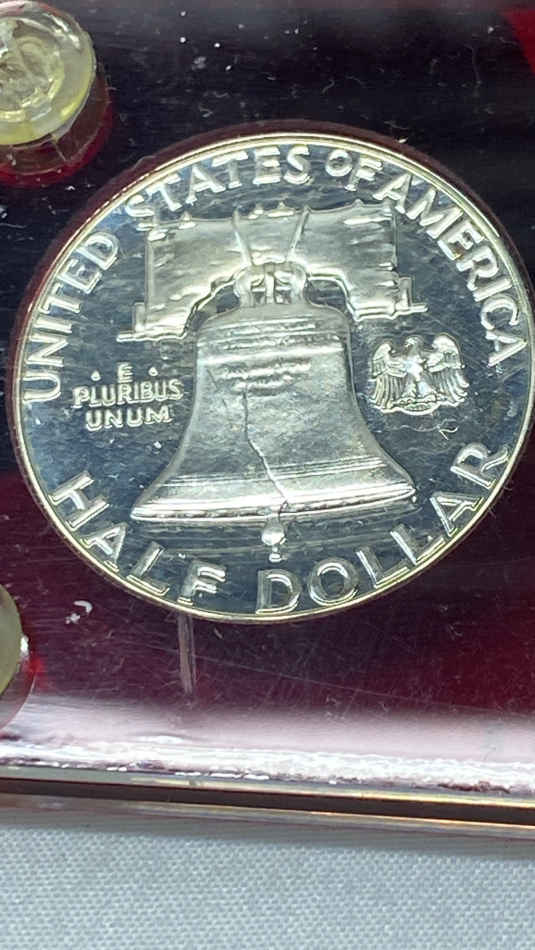 UNITED STATES OF AMERICA
E
PLURIBUS
UNUM
HALF DOLLAR